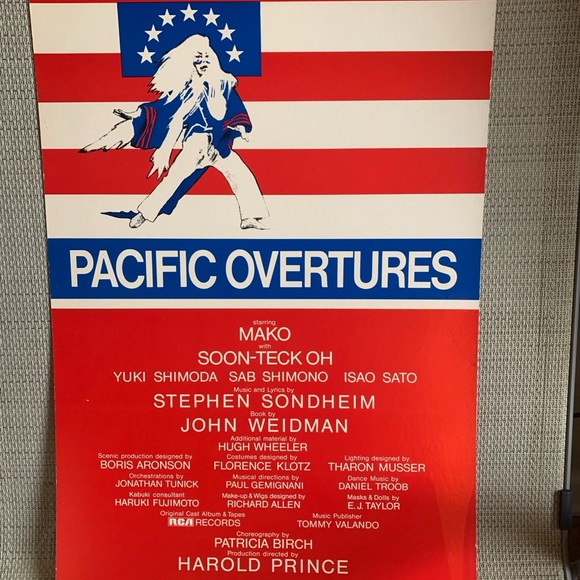 PACIFIC OVERTURES
starring
MAKO
with
SOON-TECK OH
YUKI SHIMODA SAB SHIMONO ISAO SATO
Music and Lyrics by
STEPHEN SONDHEIM
Book by
JOHN WEIDMAN
Additional material by
HUGH WHEELER
Scenic production designed by Costumes designed by Lighting designed by
BORIS ARONSON FLORENCE KLOTZ THARON MUSSER
Orchestrations by Musical directions by Dance Music by
JONATHAN TUNICK PAUL GEMIGNANI DANIEL TROOB
Kabuki consultant Make-up & Wigs designed by Masks & Dolls by
HARUKI FUJIMOTO RICHARD ALLEN E.J. TAYLOR
Original Cast Album & Tapes Music Publisher
RCA RECORDS TOMMY VALANDO
Choreography by
PATRICIA BIRCH
Production directed by
HAROLD PRINCE